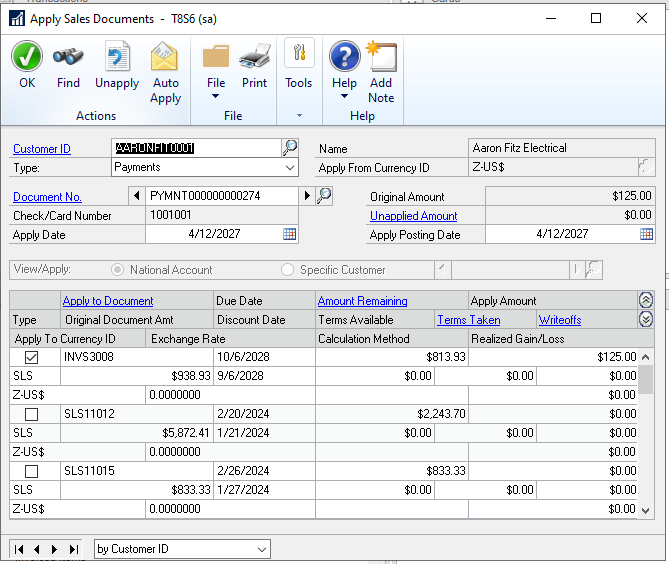 Apply Sales Documents - T8S6 (sa)
OK Find Unapply Auto Apply File Print Tools Help Add Note
Actions File Help
Customer ID AARONFIT0001 Name Aaron Fitz Electrical
Type: Payments Apply From Currency ID Z-US$
Document No. PYMNT000000000274 Original Amount $125.00
Check/Card Number 1001001 Unapplied Amount $0.00
Apply Date 4/12/2027 Apply Posting Date 4/12/2027
View/Apply: National Account Specific Customer
Apply to Document Due Date Amount Remaining Apply Amount
Type Original Document Amt Discount Date Terms Available Terms Taken Writeoffs
Apply To Currency ID Exchange Rate Calculation Method Realized Gain/Loss
INVS3008 10/6/2028 $813.93 $125.00
SLS $938.93 9/6/2028 $0.00 $0.00 $0.00
Z-US$ 0.0000000 $0.00
SLS11012 2/20/2024 $2,243.70 $0.00
SLS $5,872.41 1/21/2024 $0.00 $0.00 $0.00
Z-US$ 0.0000000 $0.00
SLS11015 2/26/2024 $833.33 $0.00
SLS $833.33 1/27/2024 $0.00 $0.00 $0.00
Z-US$ 0.0000000 $0.00
by Customer ID